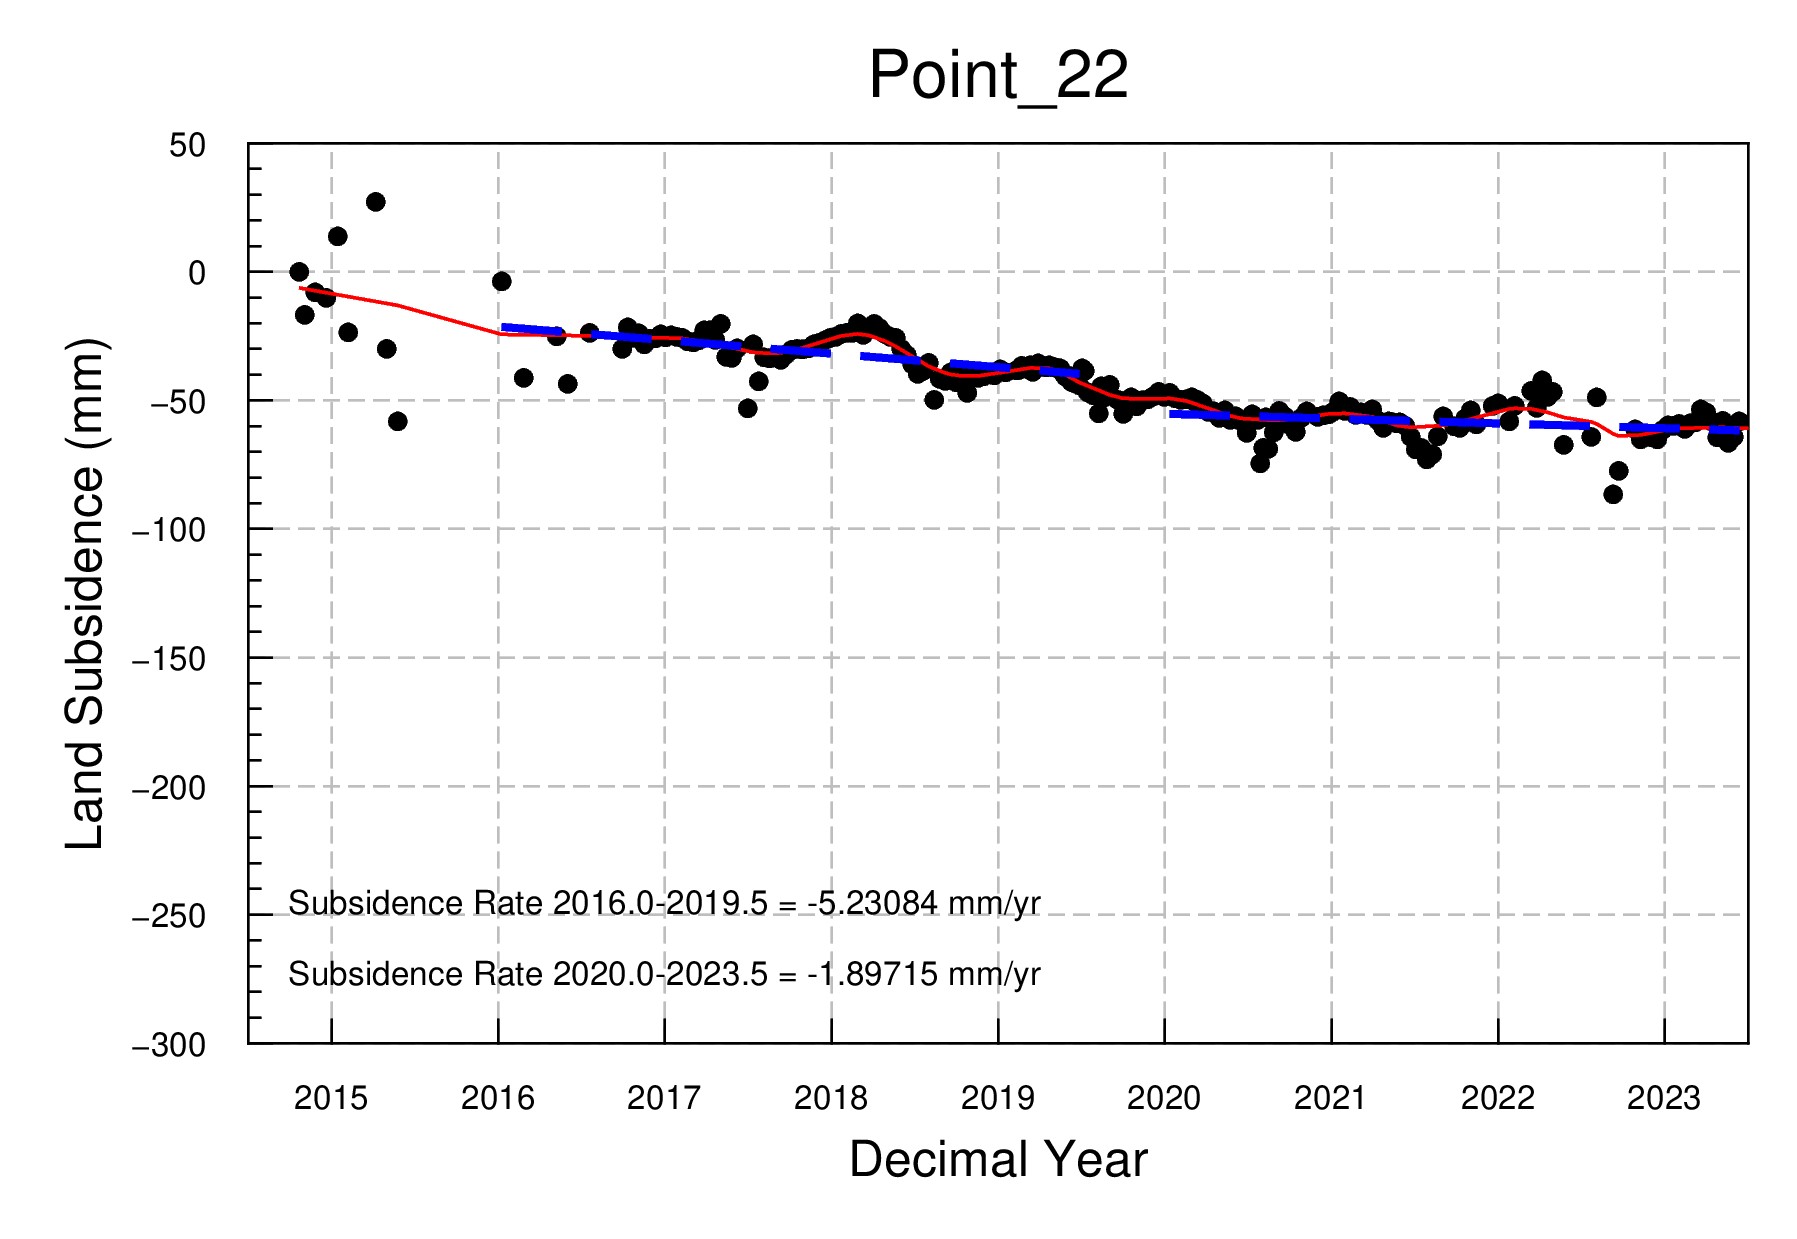 Point_22
50
0
−50
−100
−150
−200
−250
−300
Land Subsidence (mm)
Subsidence Rate 2016.0-2019.5 = -5.23084 mm/yr
Subsidence Rate 2020.0-2023.5 = -1.89715 mm/yr
2015 2016 2017 2018 2019 2020 2021 2022 2023
Decimal Year